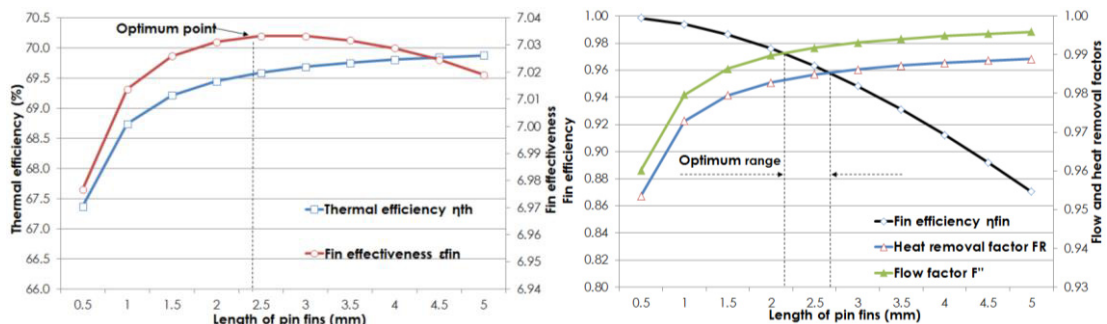 70.5
70.0
69.5
69.0
68.5
68.0
67.5
67.0
66.5
66.0
Thermal efficiency (%)
Optimum point
7.04
7.03
7.02
7.01
7.00
6.99
6.98
6.97
6.96
6.95
6.94
Fin effectiveness
Thermal efficiency ηth
Fin effectiveness εfin
0.5 1 1.5 2 2.5 3 3.5 4 4.5 5
Length of pin fins (mm)
1.00
0.98
0.96
0.94
0.92
0.90
0.88
0.86
0.84
0.82
0.80
Fin efficiency
Optimum range
1.00
0.99
0.98
0.97
0.96
0.95
0.94
0.93
Flow and heat removal factors
Fin efficiency ηfin
Heat removal factor FR
Flow factor F"
0.5 1 1.5 2 2.5 3 3.5 4 4.5 5
Length of pin fins (mm)